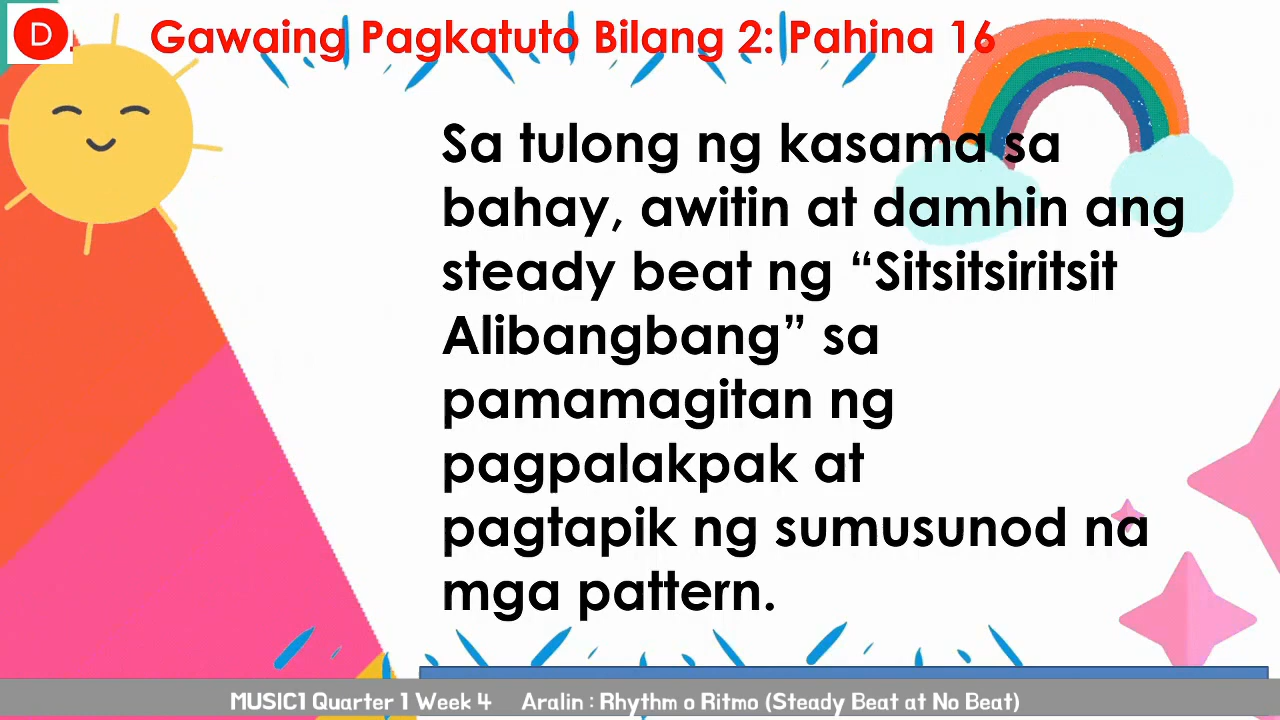 D
Gawaing Pagkatuto Bilang 2: Pahina 16
Sa tulong ng kasama sa
bahay, awitin at damhin ang
steady beat ng “Sitsitsiritsit
Alibangbang” sa
pamamagitan ng
pagpalakpak at
pagtapik ng sumusunod na
mga pattern.
MUSIC1 Quarter 1 Week 4 Aralin : Rhythm o Ritmo (Steady Beat at No Beat)